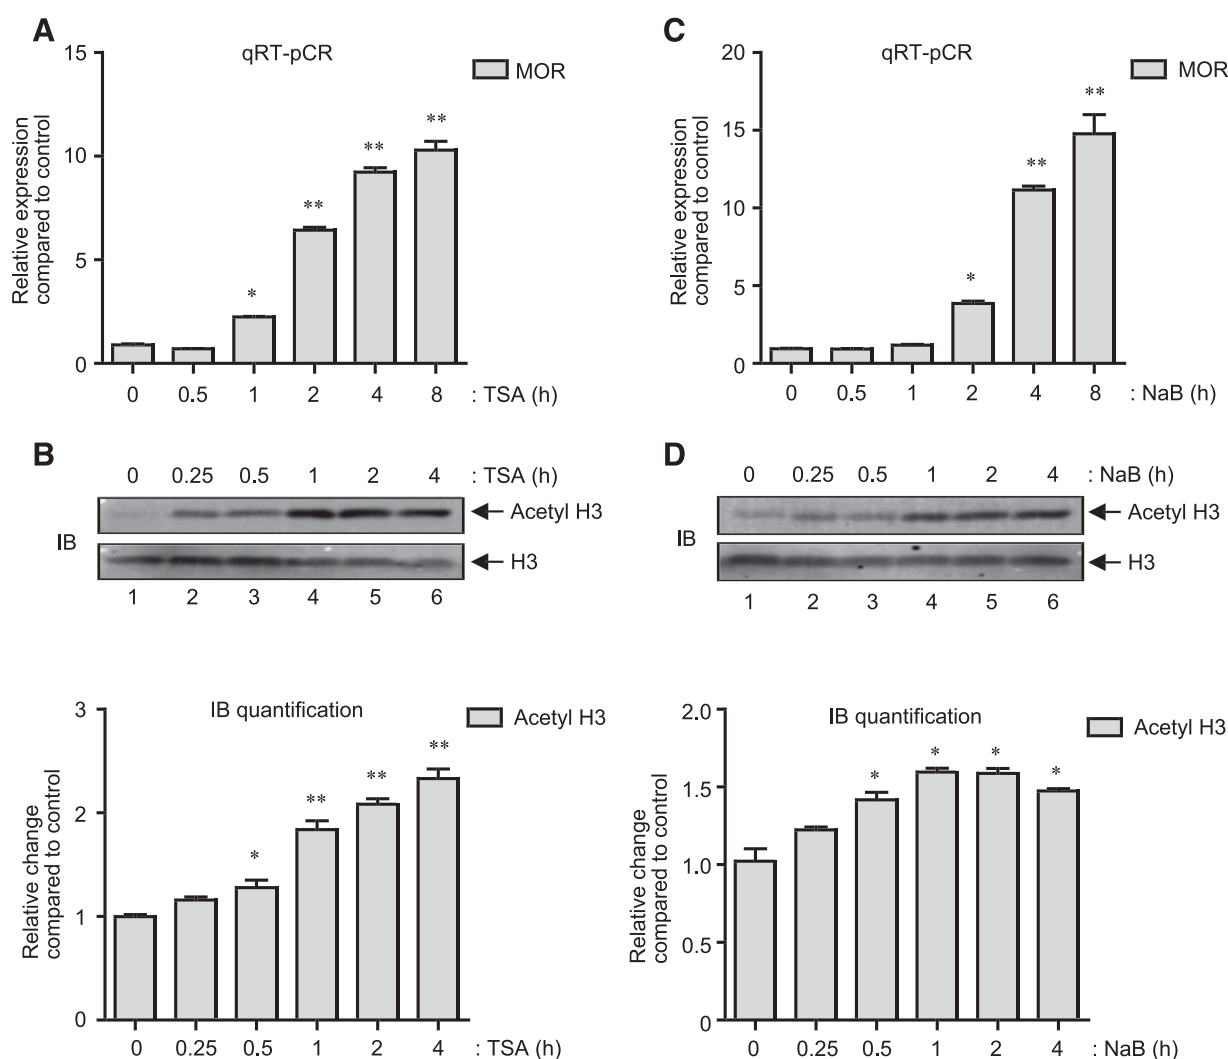 A
qRT-pCR
MOR
Relative expression
compared to control
15
10
5
0
*
**
**
**
0 0.5 1 2 4 8 : TSA (h)
C
qRT-pCR
MOR
Relative expression
compared to control
20
15
10
5
0
*
**
**
0 0.5 1 2 4 8 : NaB (h)
B
0 0.25 0.5 1 2 4 : TSA (h)
IB
Acetyl H3
H3
1 2 3 4 5 6
IB quantification
Acetyl H3
Relative change
compared to control
3
2
1
0
*
**
**
**
0 0.25 0.5 1 2 4 : TSA (h)
D
0 0.25 0.5 1 2 4 : NaB (h)
IB
Acetyl H3
H3
1 2 3 4 5 6
IB quantification
Acetyl H3
Relative change
compared to control
2.0
1.5
1.0
0.5
0
*
*
*
*
0 0.25 0.5 1 2 4 : NaB (h)